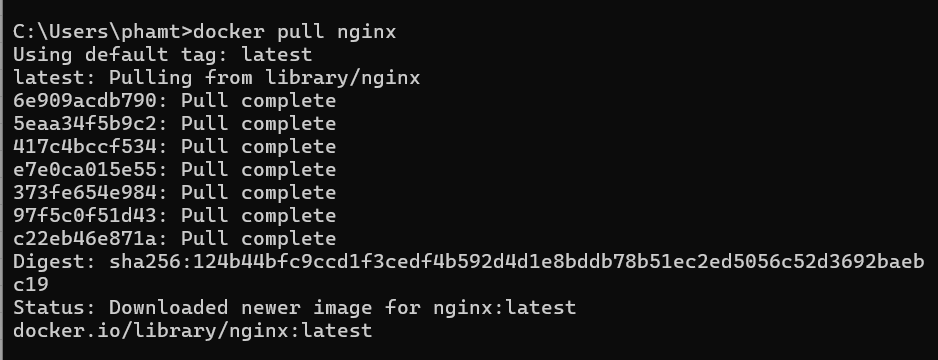 C:\Users\phamt>docker pull nginx
Using default tag: latest
latest: Pulling from library/nginx
6e909acdb790: Pull complete
5eaa34f5b9c2: Pull complete
417c4bccf534: Pull complete
e7e0ca015e55: Pull complete
373fe654e984: Pull complete
97f5c0f51d43: Pull complete
c22eb46e871a: Pull complete
Digest: sha256:124b44bfc9ccd1f3cedf4b592d4d1e8bddb78b51ec2ed5056c52d3692baeb
c19
Status: Downloaded newer image for nginx:latest
docker.io/library/nginx:latest